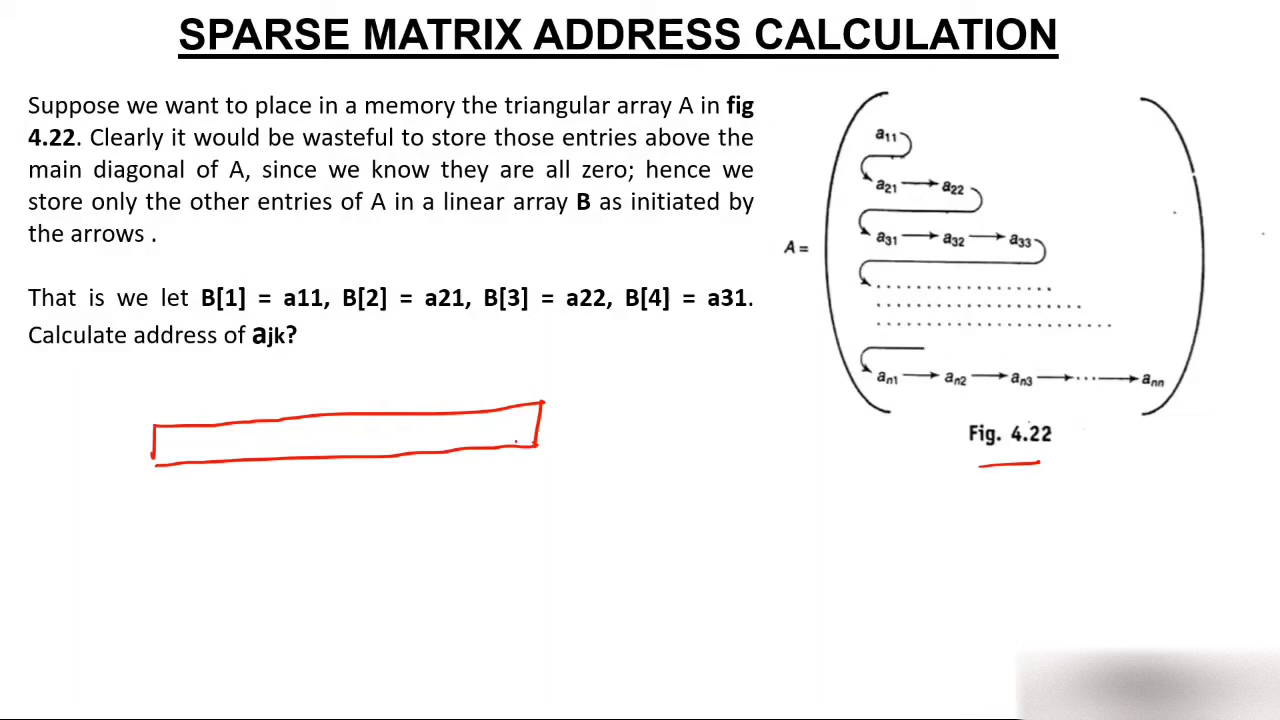 SPARSE MATRIX ADDRESS CALCULATION
Suppose we want to place in a memory the triangular array A in fig
4.22. Clearly it would be wasteful to store those entries above the
main diagonal of A, since we know they are all zero; hence we
store only the other entries of A in a linear array B as initiated by
the arrows .
That is we let B[1] = a11, B[2] = a21, B[3] = a22, B[4] = a31.
Calculate address of ajk?
a11
a21 a22
A = a31 a32 a33
an1 an2 an3 ann
Fig. 4.22